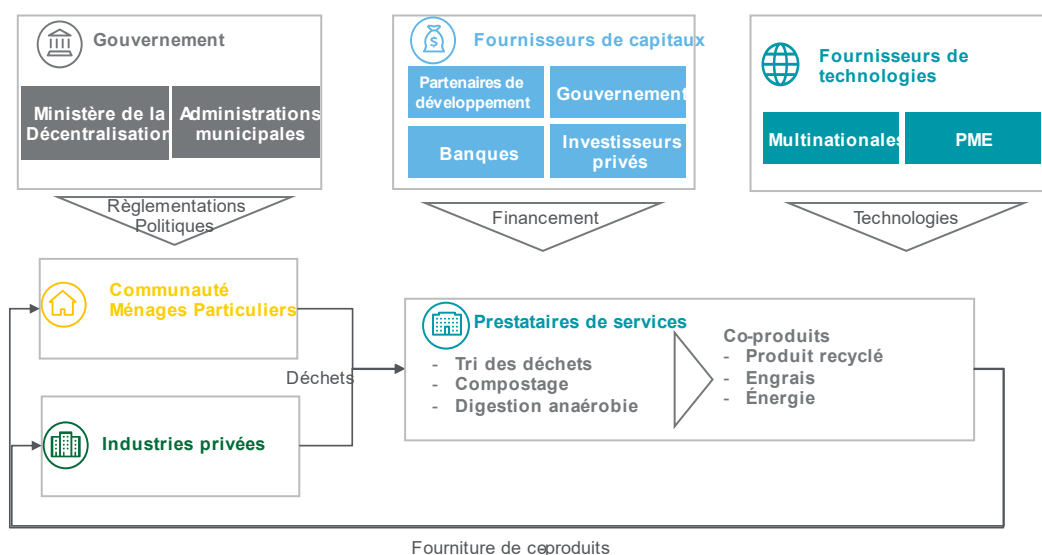 Gouvernement
Ministère de la
Décentralisation
Administrations
municipales
Règlementations
Politiques
Fournisseurs de capitaux
$
Partenaires de
développement
Gouvernement
Banques
Investisseurs
privés
Financement
Fournisseurs de
technologies
Multinationales
PME
Technologies
Communauté
Ménages Particuliers
Déchets
Industries privées
Prestataires de services
- Tri des déchets
- Compostage
- Digestion anaérobie
Co-produits
- Produit recyclé
- Engrais
- Énergie
Fourniture de coproduits